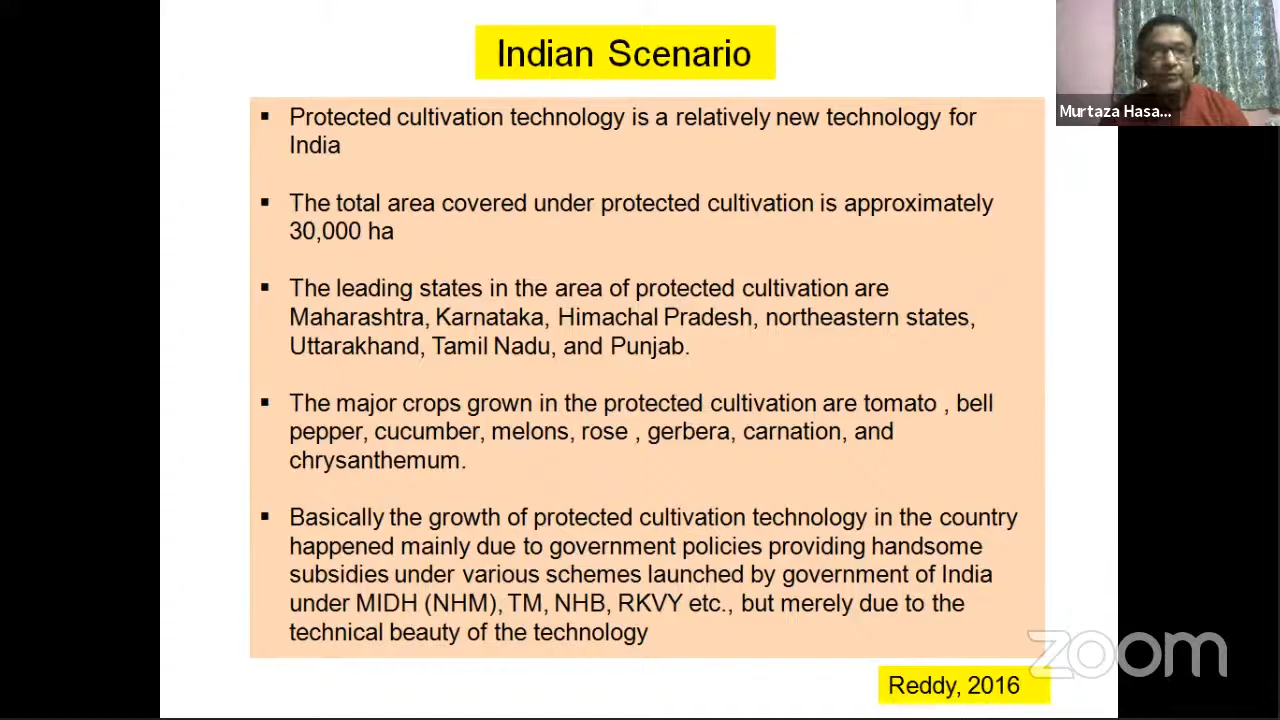 Indian Scenario
Murtaza Hasa...
▪ Protected cultivation technology is a relatively new technology for
India
▪ The total area covered under protected cultivation is approximately
30,000 ha
▪ The leading states in the area of protected cultivation are
Maharashtra, Karnataka, Himachal Pradesh, northeastern states,
Uttarakhand, Tamil Nadu, and Punjab.
▪ The major crops grown in the protected cultivation are tomato , bell
pepper, cucumber, melons, rose , gerbera, carnation, and
chrysanthemum.
▪ Basically the growth of protected cultivation technology in the country
happened mainly due to government policies providing handsome
subsidies under various schemes launched by government of India
under MIDH (NHM), TM, NHB, RKVY etc., but merely due to the
technical beauty of the technology
zoom
Reddy, 2016